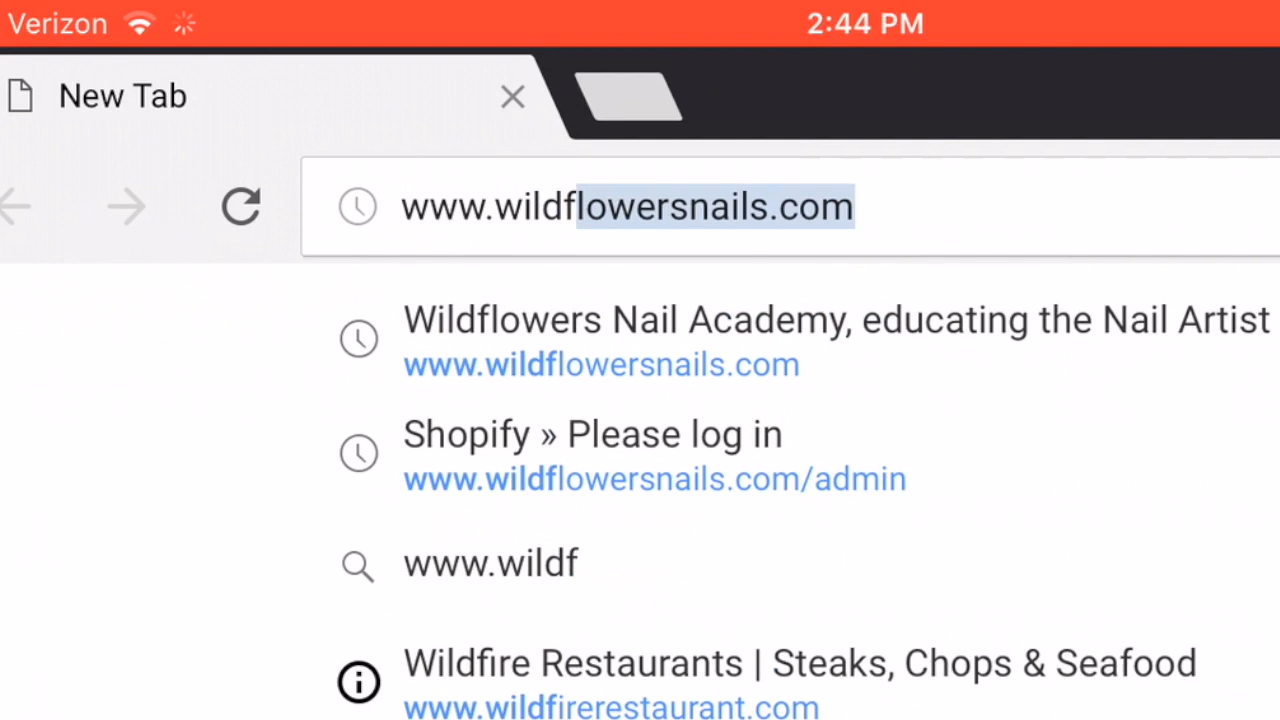 Verizon 2:44 PM
New Tab
www.wildflowersnails.com
Wildflowers Nail Academy, educating the Nail Artist
www.wildflowersnails.com
Shopify » Please log in
www.wildflowersnails.com/admin
www.wildf
Wildfire Restaurants | Steaks, Chops & Seafood
www.wildfirerestaurant.com